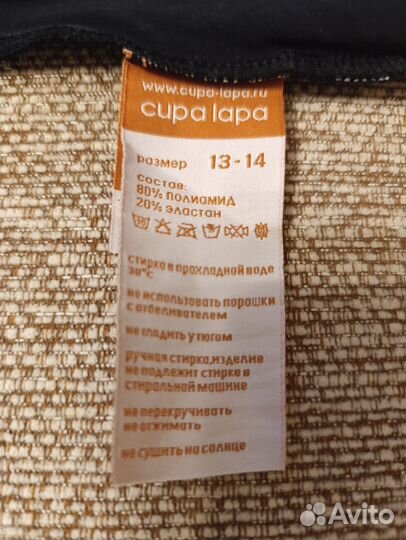 www.cupa-lapa.ru
cupa lapa
размер 13-14
состав:
80% полиамид
20% эластан
стирка в прохладной воде
30°C
не использовать порошки
с отбеливателем
не гладить утюгом
ручная стирка,изделие
не подлежит стирке в
стиральной машине
не перекручивать
не отжимать
не сушить на солнце
Avito